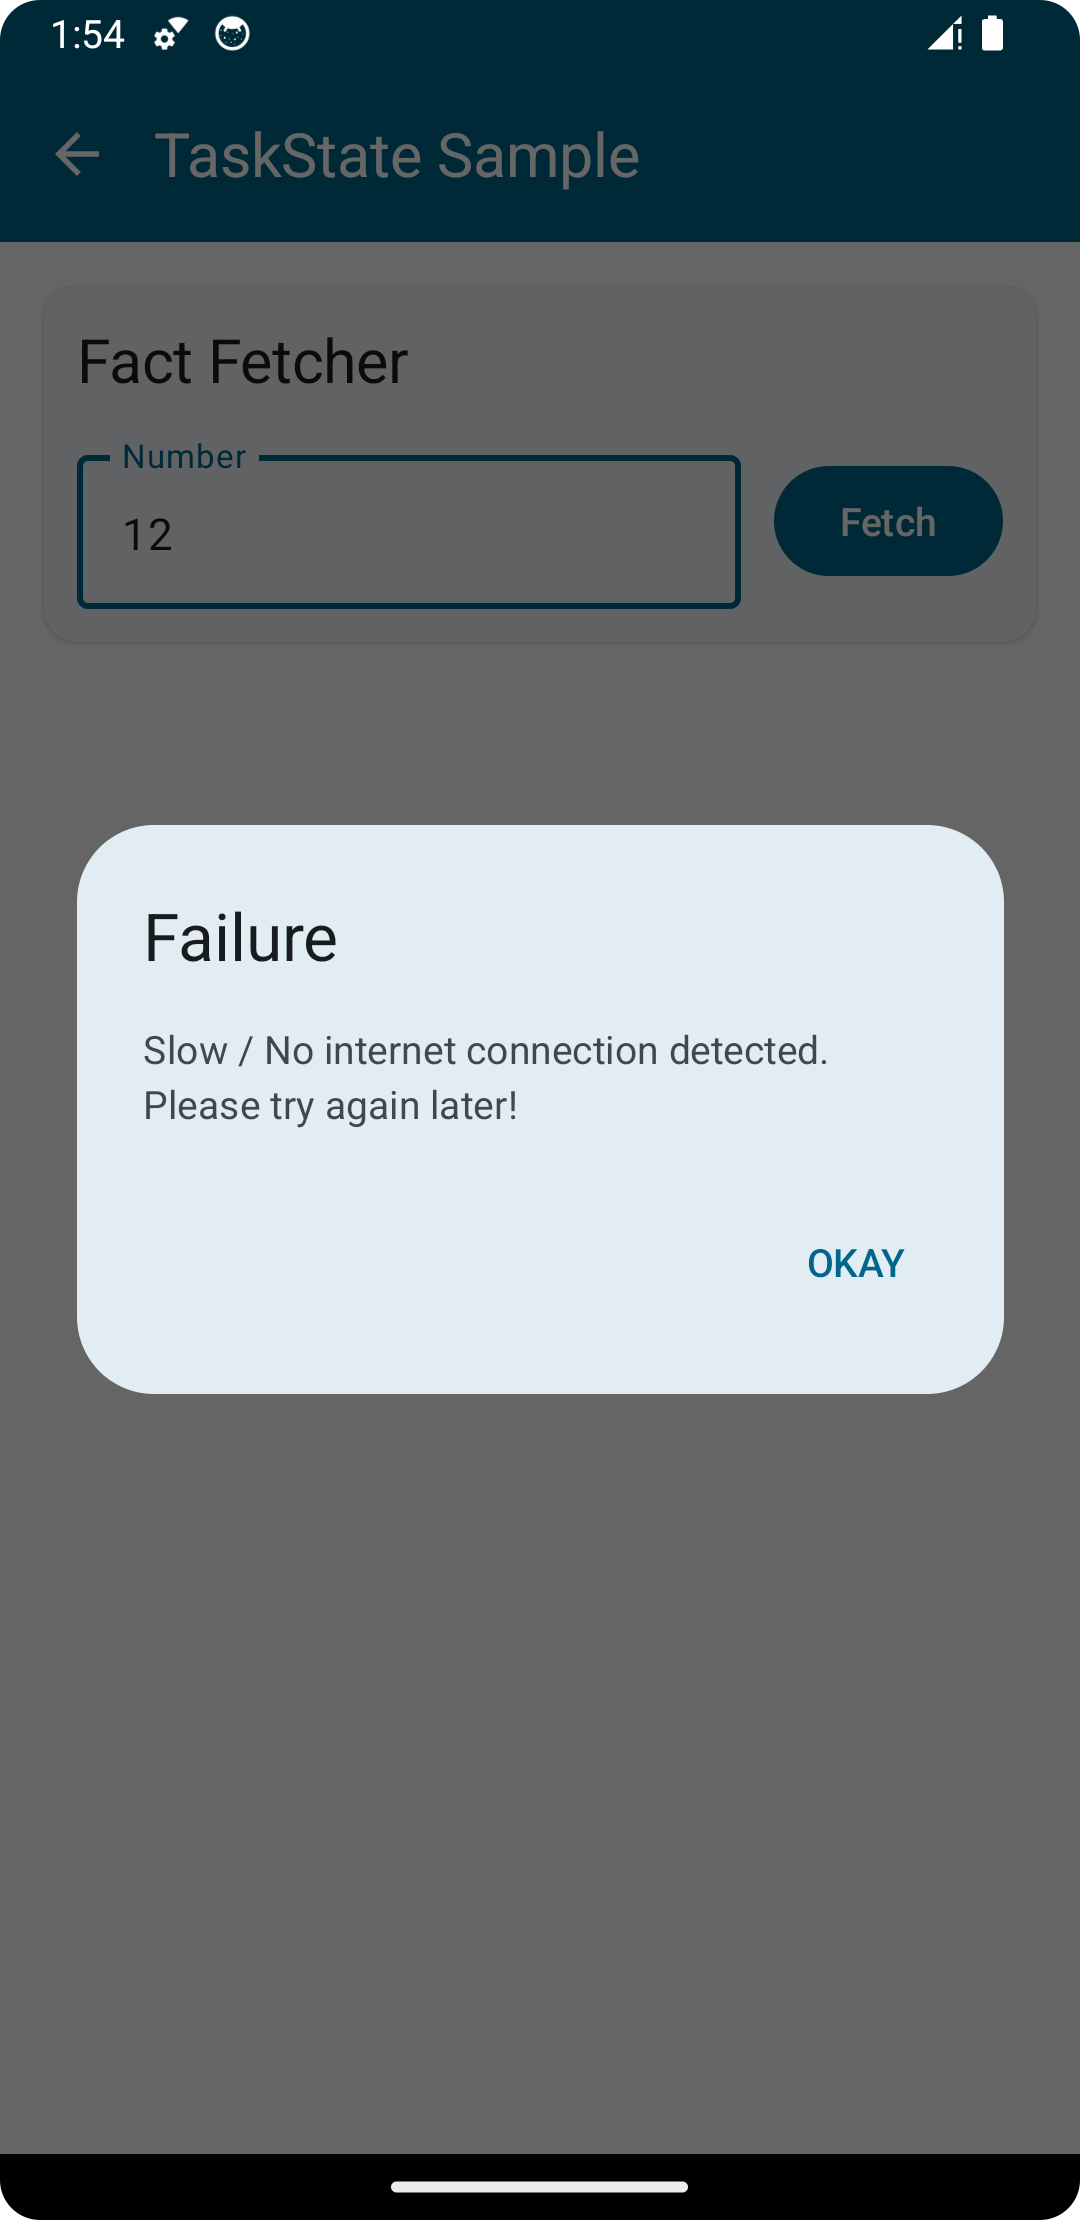 1:54
TaskState Sample
Fact Fetcher
Number
12
Fetch
Failure
Slow / No internet connection detected.
Please try again later!
OKAY